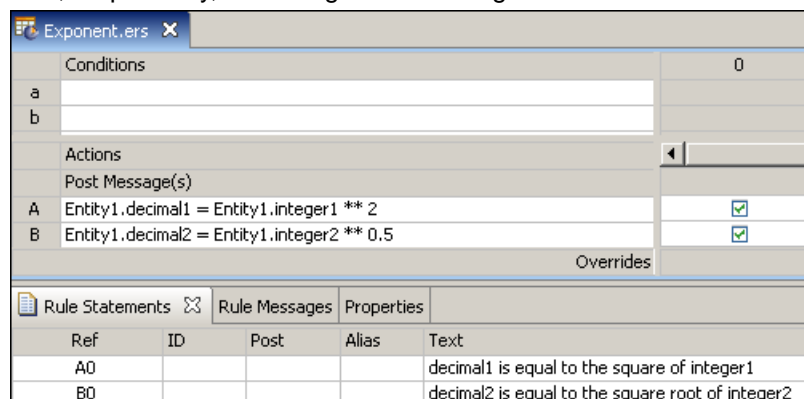 Exponent.ers
Conditions 0
a
b
Actions
Post Message(s)
A Entity1.decimal1 = Entity1.integer1 ** 2
B Entity1.decimal2 = Entity1.integer2 ** 0.5
Overrides
Rule Statements Rule Messages Properties
Ref ID Post Alias Text
A0 decimal1 is equal to the square of integer1
B0 decimal2 is equal to the square root of integer2